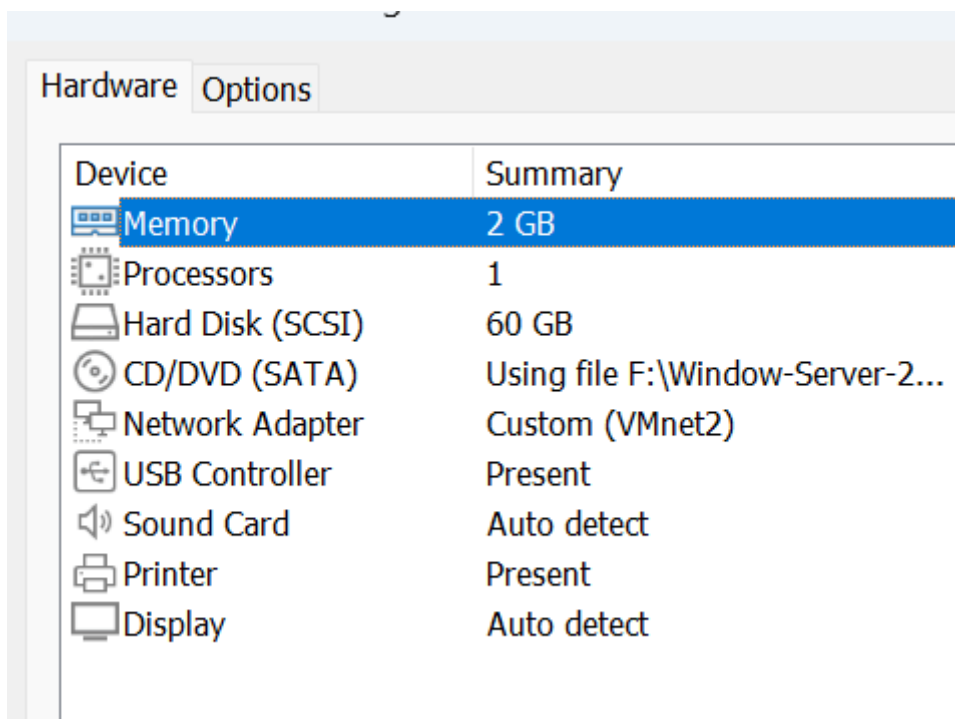 Hardware Options
Device Summary
Memory 2 GB
Processors 1
Hard Disk (SCSI) 60 GB
CD/DVD (SATA) Using file F:\Window-Server-2...
Network Adapter Custom (VMnet2)
USB Controller Present
Sound Card Auto detect
Printer Present
Display Auto detect